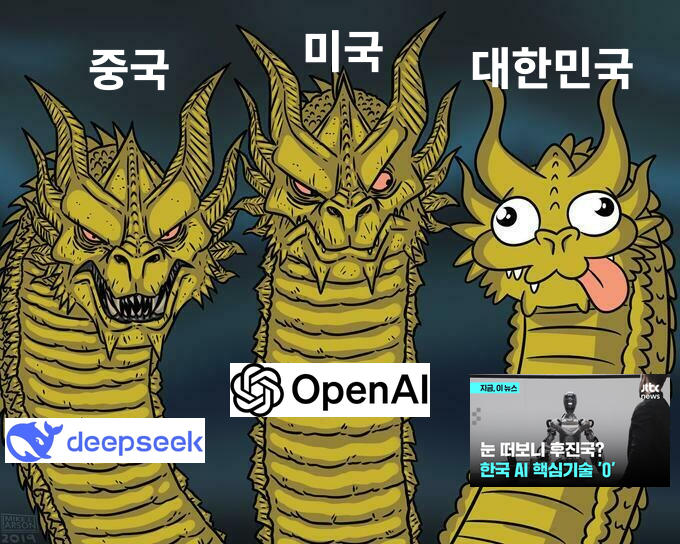 중국
미국
대한민국
OpenAI
deepseek
지금, 이 뉴스
jtbc
news
눈 떠보니 후진국?
한국 AI 핵심기술 '0'
MIKE
LARSON
2019